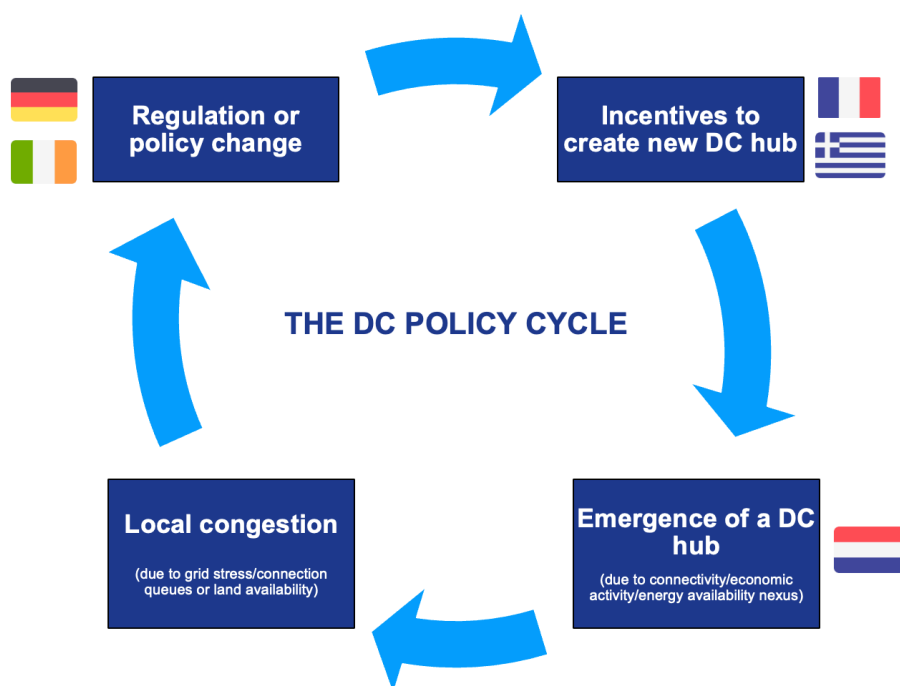 Regulation or
policy change
Incentives to
create new DC hub
THE DC POLICY CYCLE
Local congestion
(due to grid stress/connection
queues or land availability)
Emergence of a DC
hub
(due to connectivity/economic
activity/energy availability nexus)